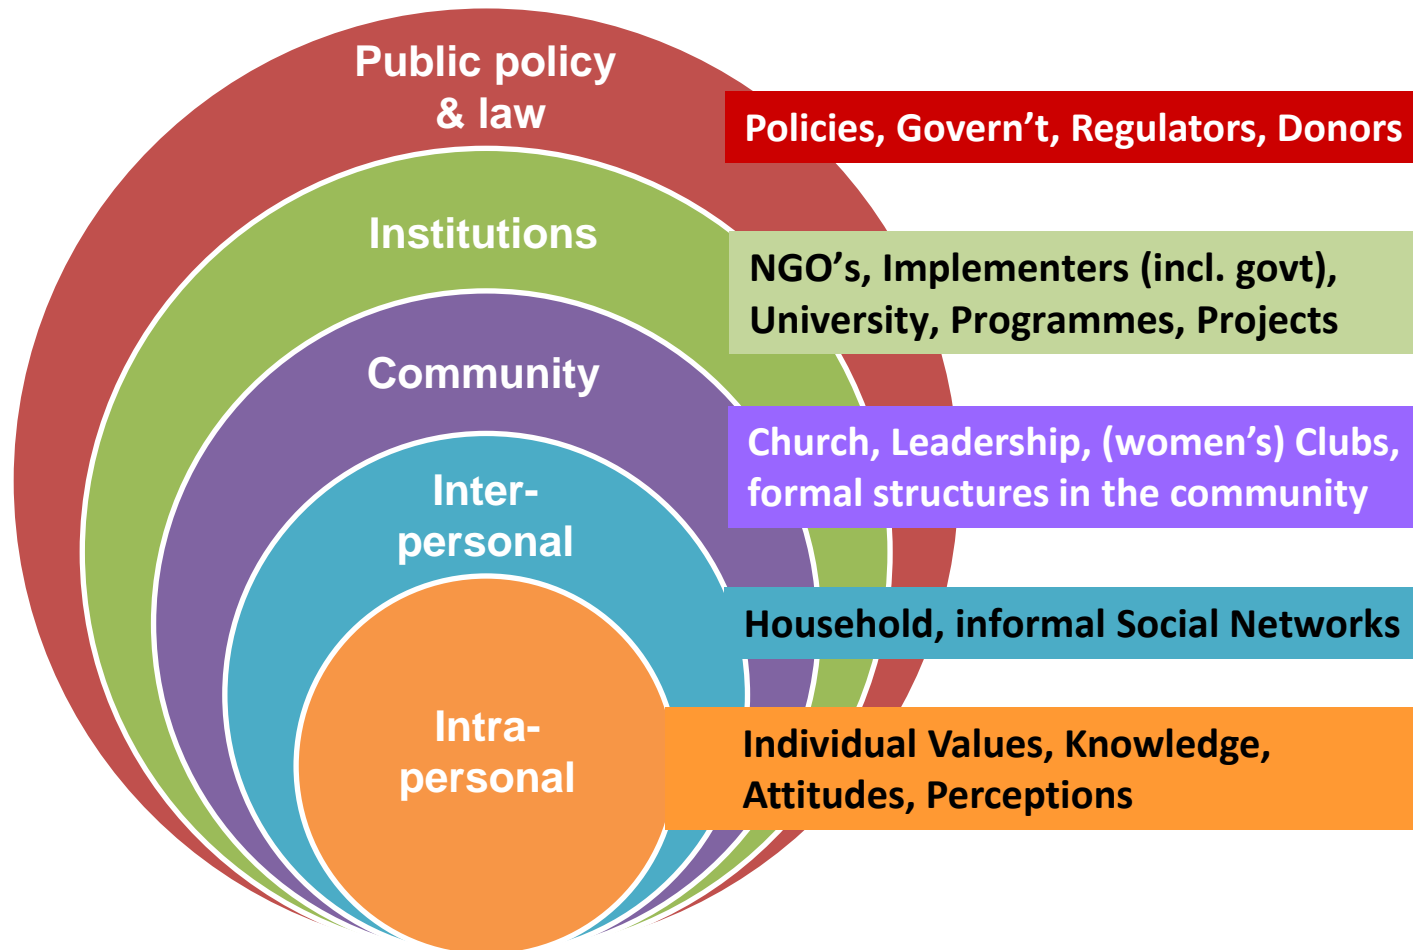 Public policy
& law
Policies, Govern’t, Regulators, Donors
Institutions
NGO’s, Implementers (incl. govt),
University, Programmes, Projects
Community
Church, Leadership, (women’s) Clubs,
formal structures in the community
Inter-
personal
Household, informal Social Networks
Intra-
personal
Individual Values, Knowledge,
Attitudes, Perceptions